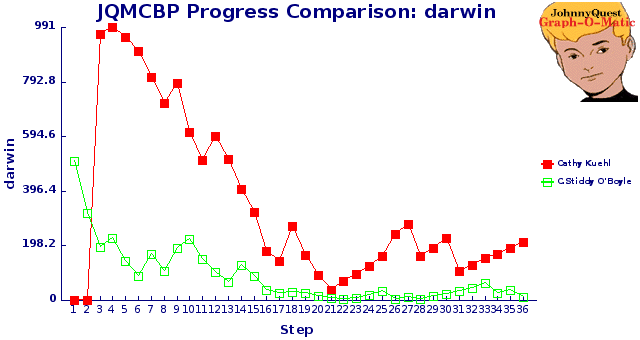 JQMCBP Progress Comparison: darwin
JohnnyQuest
Graph-O-Matic
991
792.8
594.6
396.4
198.2
0
darwin
1 2 3 4 5 6 7 8 9 10 11 12 13 14 15 16 17 18 19 20 21 22 23 24 25 26 27 28 29 30 31 32 33 34 35 36
Step
Cathy Kuehl
C.Stiddy O'Boyle